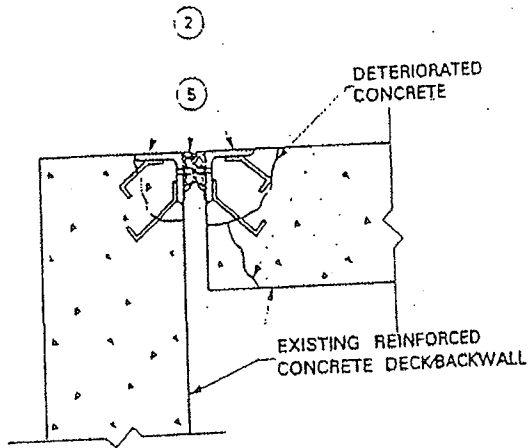 2
5
DETERIORATED
CONCRETE
EXISTING REINFORCED
CONCRETE DECK/BACKWALL